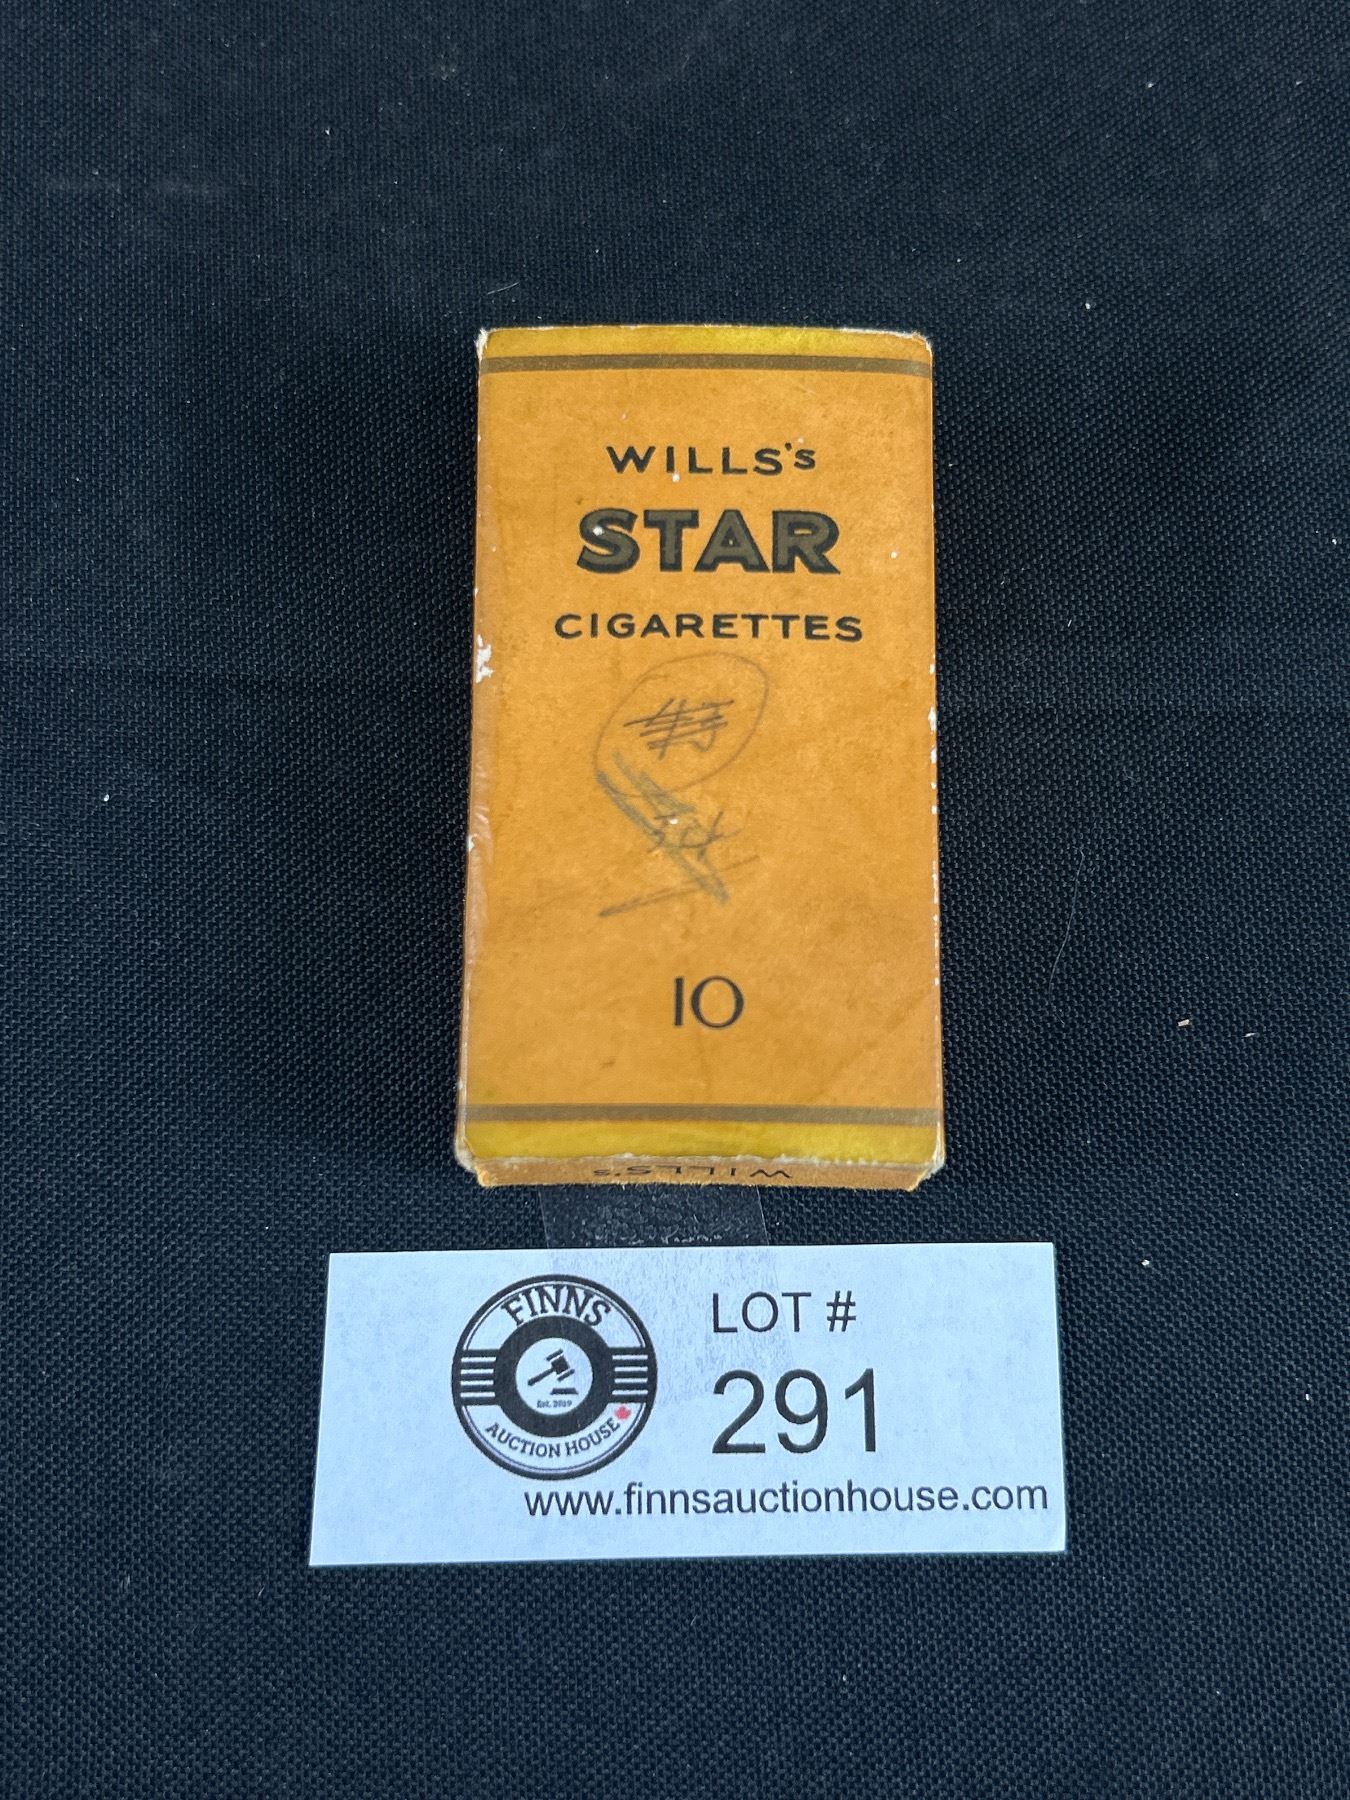 WILLS's
STAR
CIGARETTES
10
WILLS's
FINNS
Est. 2019
AUCTION HOUSE
LOT #
291
www.finnsauctionhouse.com